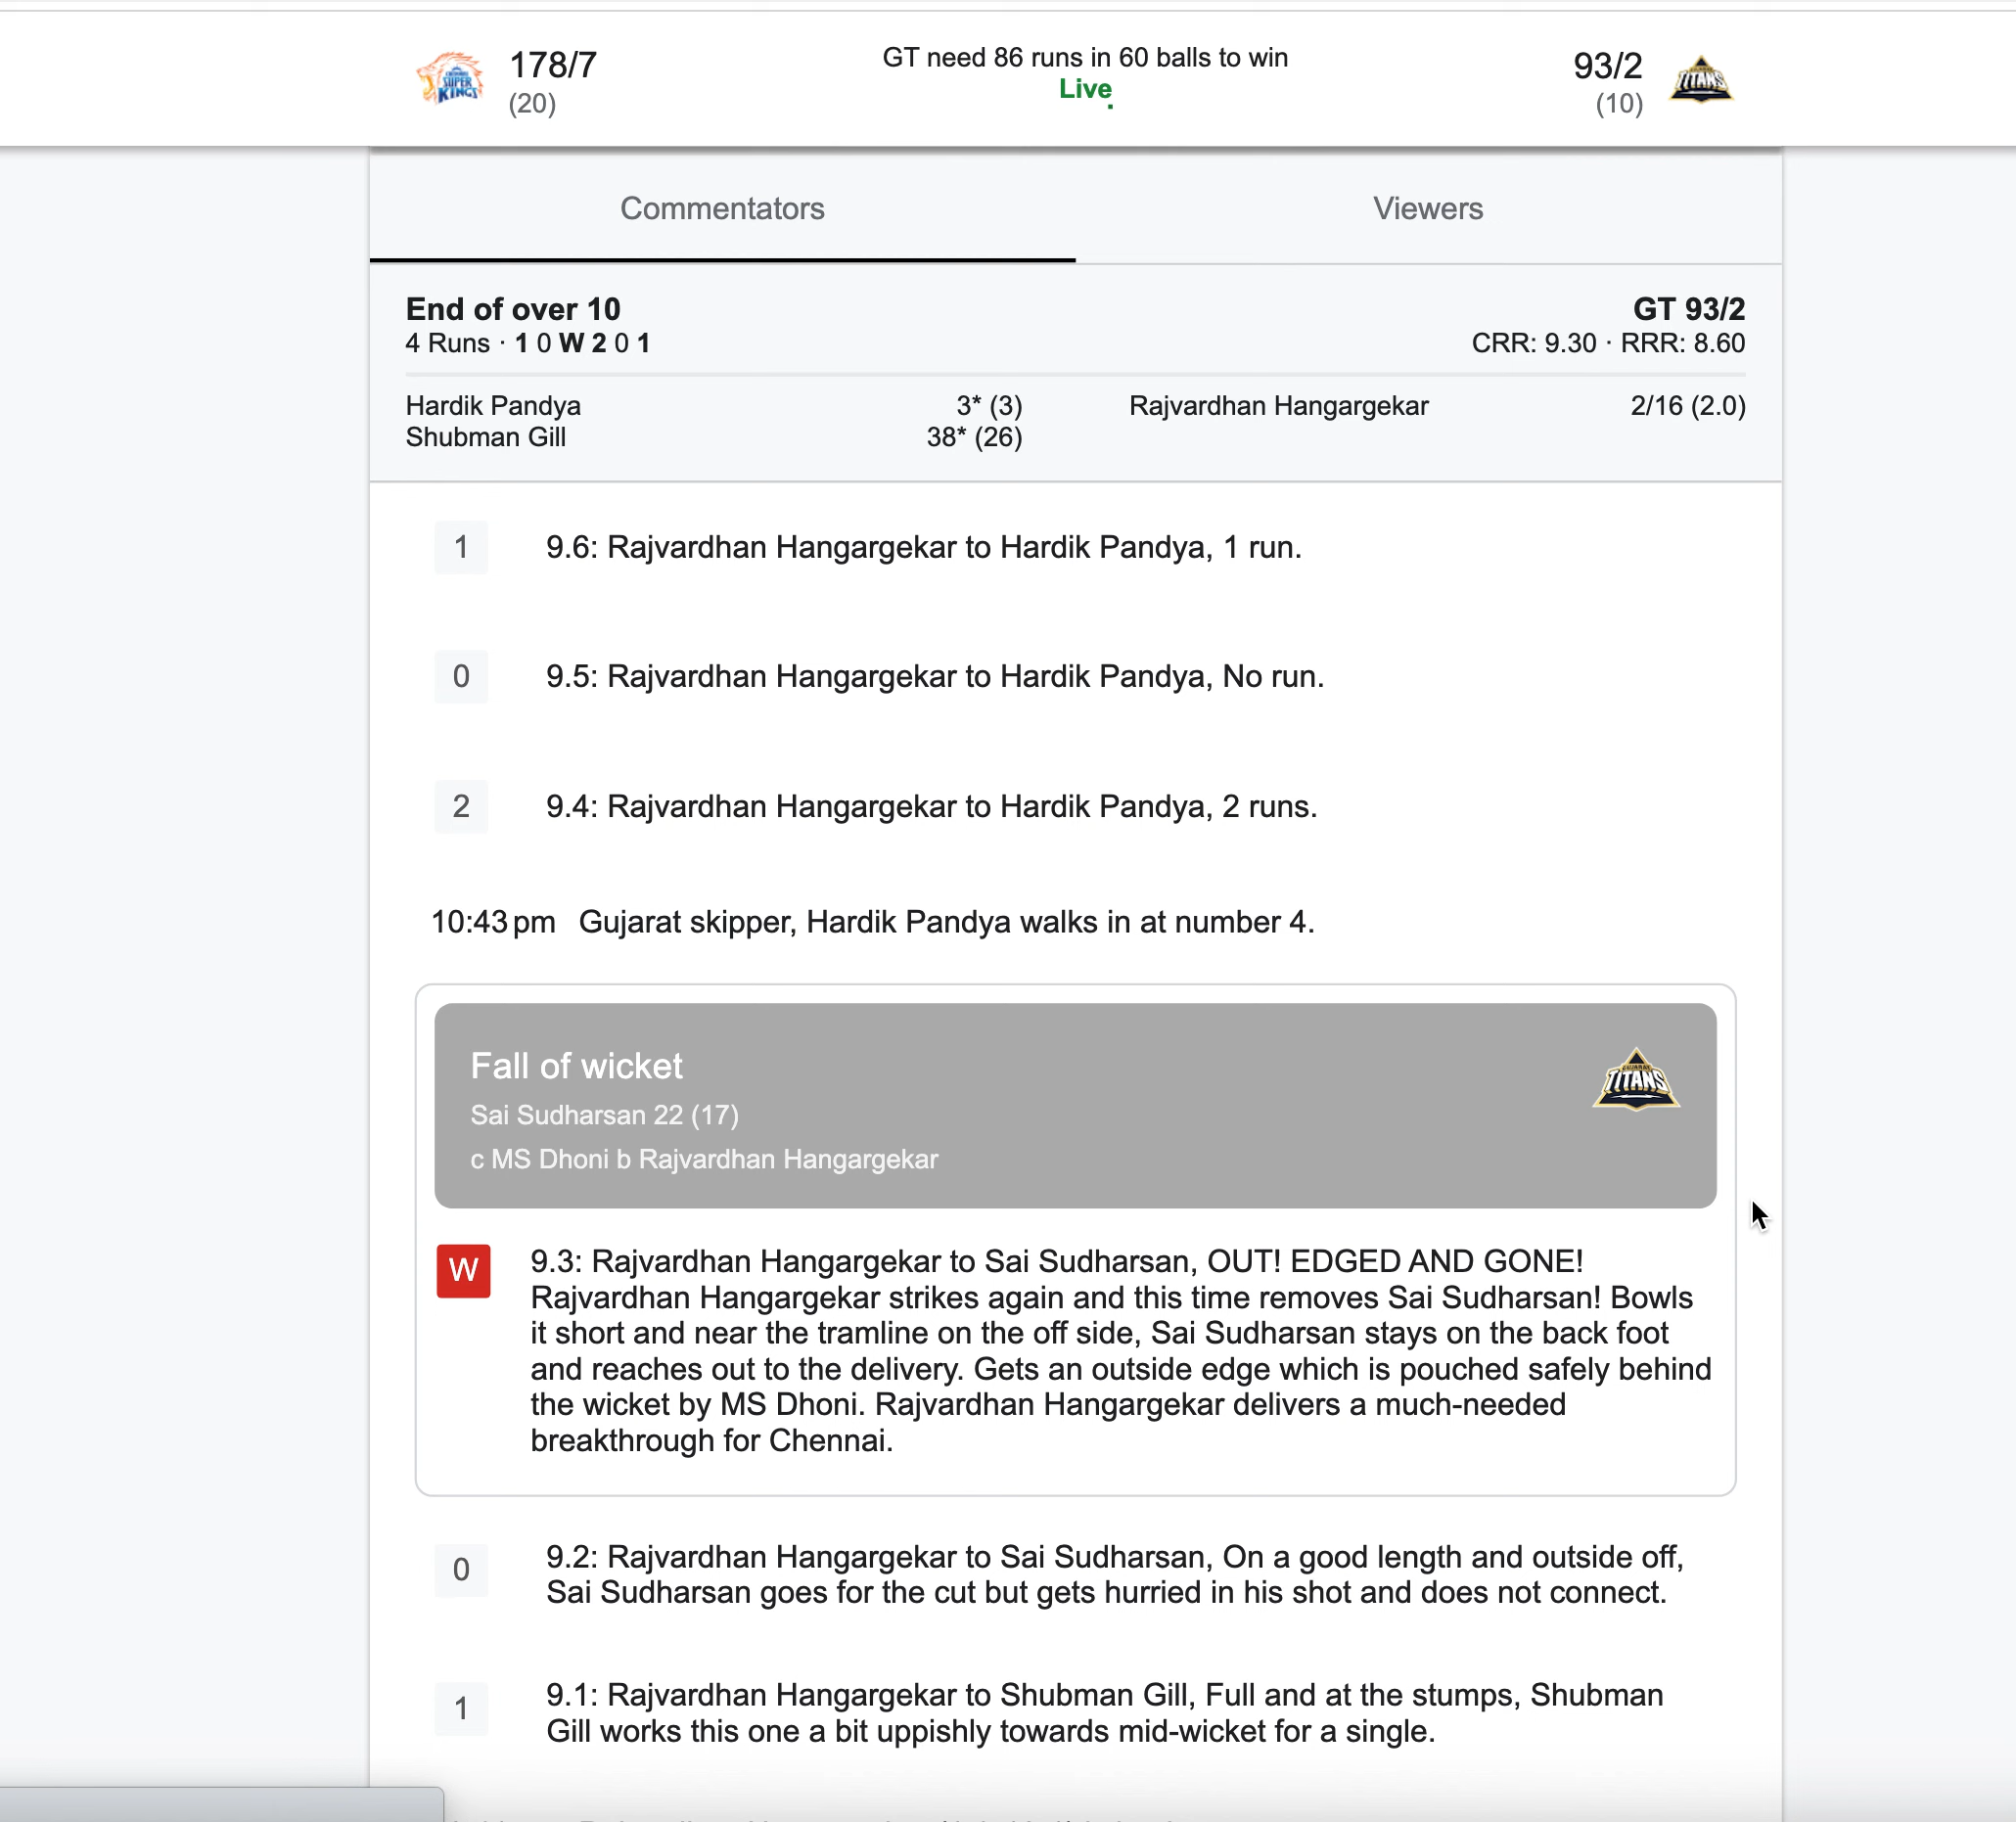 178/7
(20)
GT need 86 runs in 60 balls to win
Live
93/2
(10)
SUPER
KINGS
TITANS
Commentators
Viewers
End of over 10
GT 93/2
4 Runs · 1 0 W 2 0 1
CRR: 9.30 · RRR: 8.60
Hardik Pandya 3* (3)
Rajvardhan Hangargekar 2/16 (2.0)
Shubman Gill 38* (26)
1 9.6: Rajvardhan Hangargekar to Hardik Pandya, 1 run.
0 9.5: Rajvardhan Hangargekar to Hardik Pandya, No run.
2 9.4: Rajvardhan Hangargekar to Hardik Pandya, 2 runs.
10:43 pm Gujarat skipper, Hardik Pandya walks in at number 4.
Fall of wicket
Sai Sudharsan 22 (17)
c MS Dhoni b Rajvardhan Hangargekar
GUJARAT
TITANS
W 9.3: Rajvardhan Hangargekar to Sai Sudharsan, OUT! EDGED AND GONE!
Rajvardhan Hangargekar strikes again and this time removes Sai Sudharsan! Bowls
it short and near the tramline on the off side, Sai Sudharsan stays on the back foot
and reaches out to the delivery. Gets an outside edge which is pouched safely behind
the wicket by MS Dhoni. Rajvardhan Hangargekar delivers a much-needed
breakthrough for Chennai.
0 9.2: Rajvardhan Hangargekar to Sai Sudharsan, On a good length and outside off,
Sai Sudharsan goes for the cut but gets hurried in his shot and does not connect.
1 9.1: Rajvardhan Hangargekar to Shubman Gill, Full and at the stumps, Shubman
Gill works this one a bit uppishly towards mid-wicket for a single.